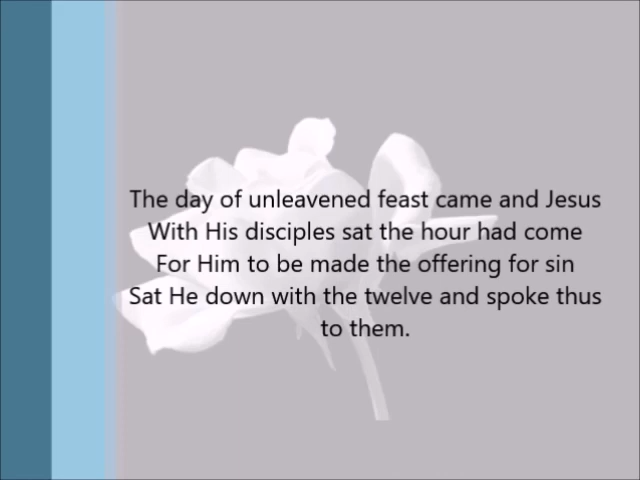 The day of unleavened feast came and Jesus
With His disciples sat the hour had come
For Him to be made the offering for sin
Sat He down with the twelve and spoke thus
to them.